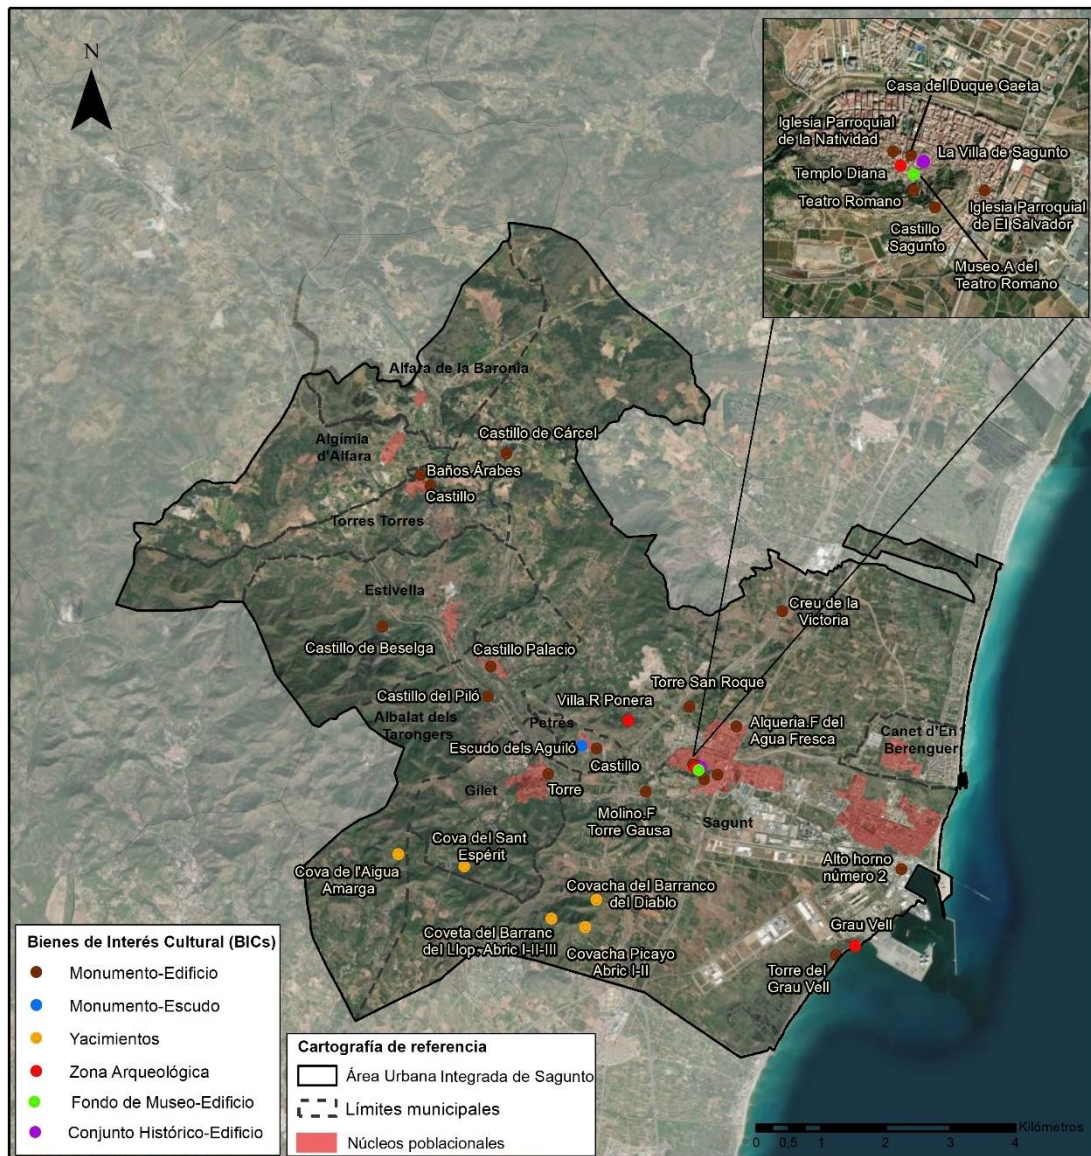 N
Casa del Duque Gaeta
Iglesia Parroquial
de la Natividad
La Villa de Sagunto
Templo Diana
Teatro Romano
Iglesia Parroquial
de El Salvador
Castillo
Sagunto
Museo.A del
Teatro Romano
Alfara de la Baronia
Algimia
d'Alfara
Castillo de Cárcel
Baños Árabes
Castillo
Torres Torres
Estivella
Creu de la
Victoria
Castillo de Beselga
Castillo Palacio
Torre San Roque
Castillo del Piló
Villa.R Ponera
Albalat dels
Tarongers
Petrés
Alqueria.F del
Agua Fresca
Canet d'En
Berenguer
Escudo dels Aguiló
Castillo
Gilet
Torre
Molino.F
Torre Gausa
Sagunt
Cova del Sant
Espérit
Cova de l'Aigua
Amarga
Alto horno
número 2
Covacha del Barranco
del Diablo
Coveta del Barranc
del Llop. Abric I-II-III
Covacha Picayo
Abric I-II
Grau Vell
Torre del
Grau Vell
Bienes de Interés Cultural (BICs)
Monumento-Edificio
Monumento-Escudo
Yacimientos
Zona Arqueológica
Fondo de Museo-Edificio
Conjunto Histórico-Edificio
Cartografía de referencia
Área Urbana Integrada de Sagunto
Límites municipales
Núcleos poblacionales
Kilómetros
0 0,5 1 2 3 4